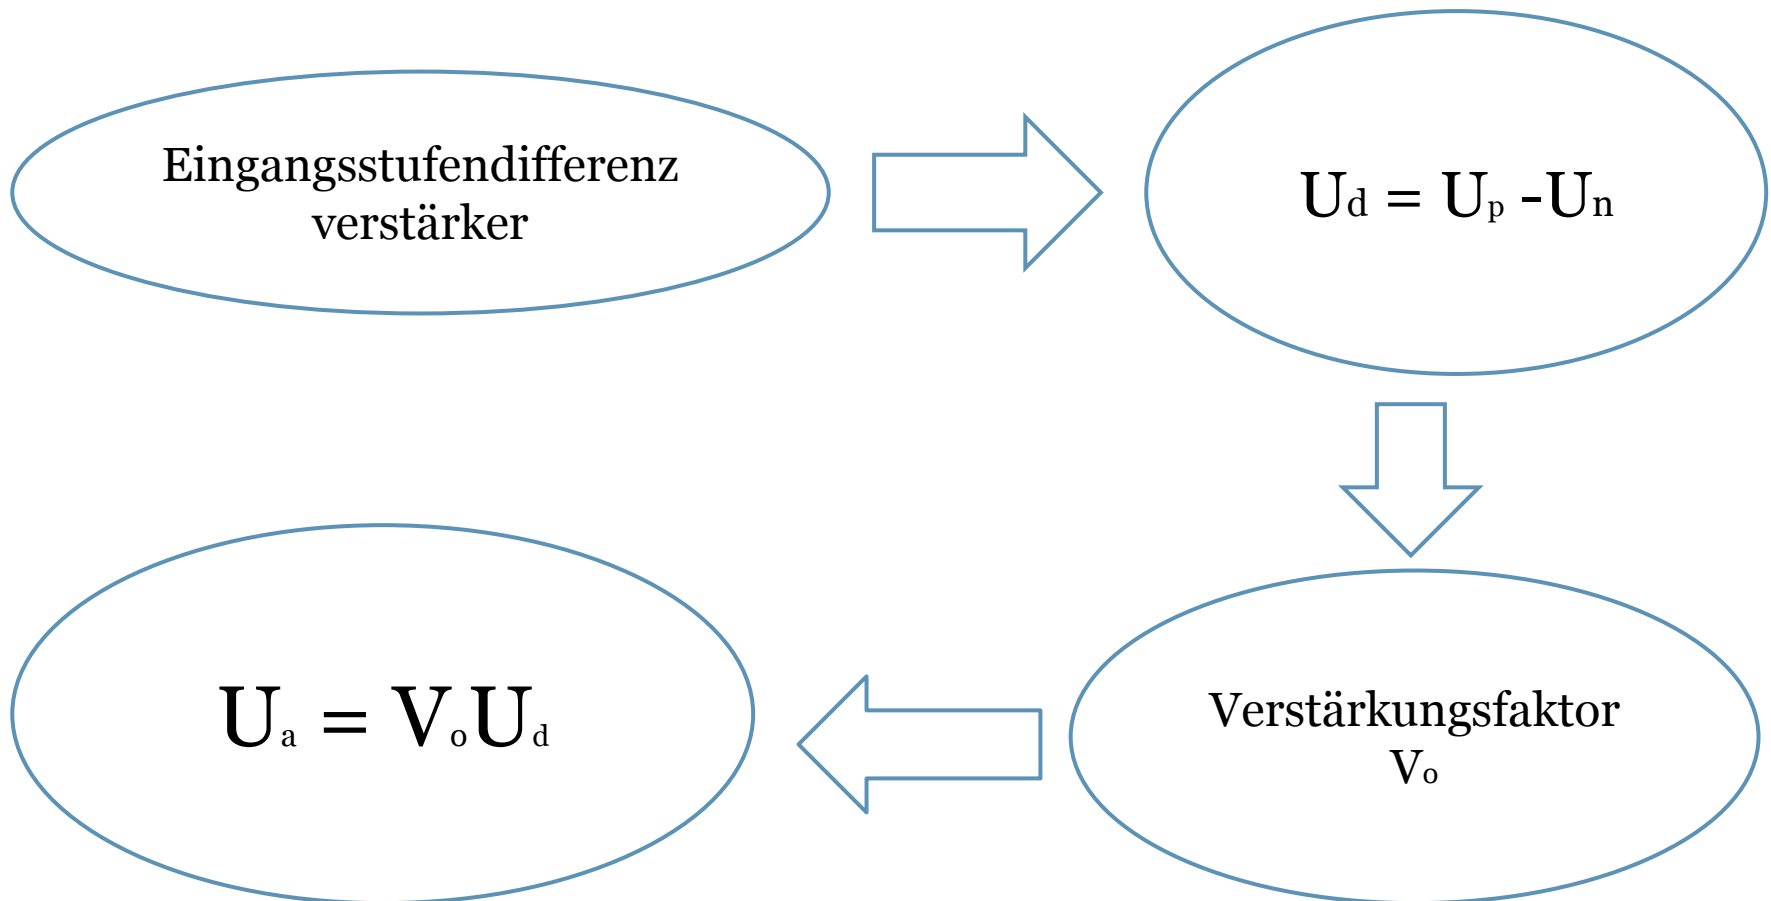 Eingangsstufendifferenz
verstärker
Ud = Up -Un
Verstärkungsfaktor
Vo
Ua = VoUd